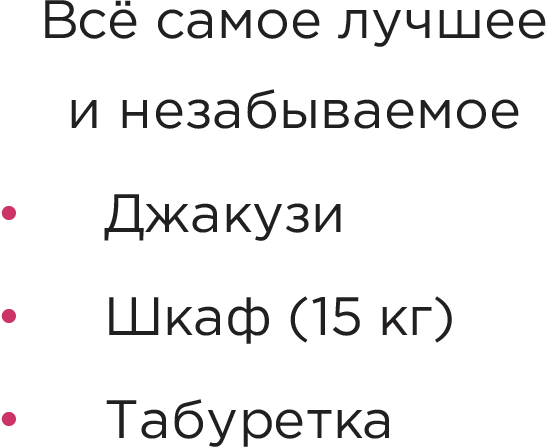 Всё самое лучшее
и незабываемое
• Джакузи
• Шкаф (15 кг)
• Табуретка